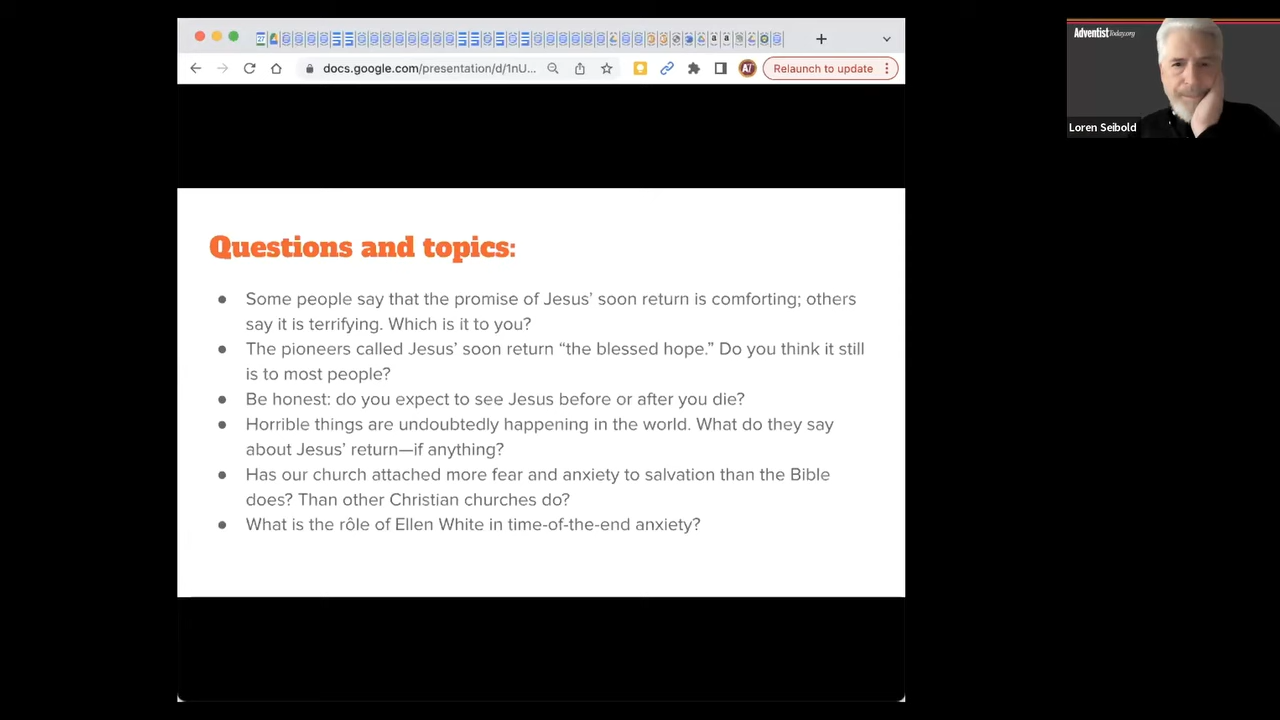 docs.google.com/presentation/d/1nU...
Relaunch to update
AdventistToday.org
Loren Seibold
Questions and topics:
● Some people say that the promise of Jesus’ soon return is comforting; others
say it is terrifying. Which is it to you?
● The pioneers called Jesus’ soon return “the blessed hope.” Do you think it still
is to most people?
● Be honest: do you expect to see Jesus before or after you die?
● Horrible things are undoubtedly happening in the world. What do they say
about Jesus’ return—if anything?
● Has our church attached more fear and anxiety to salvation than the Bible
does? Than other Christian churches do?
● What is the rôle of Ellen White in time-of-the-end anxiety?